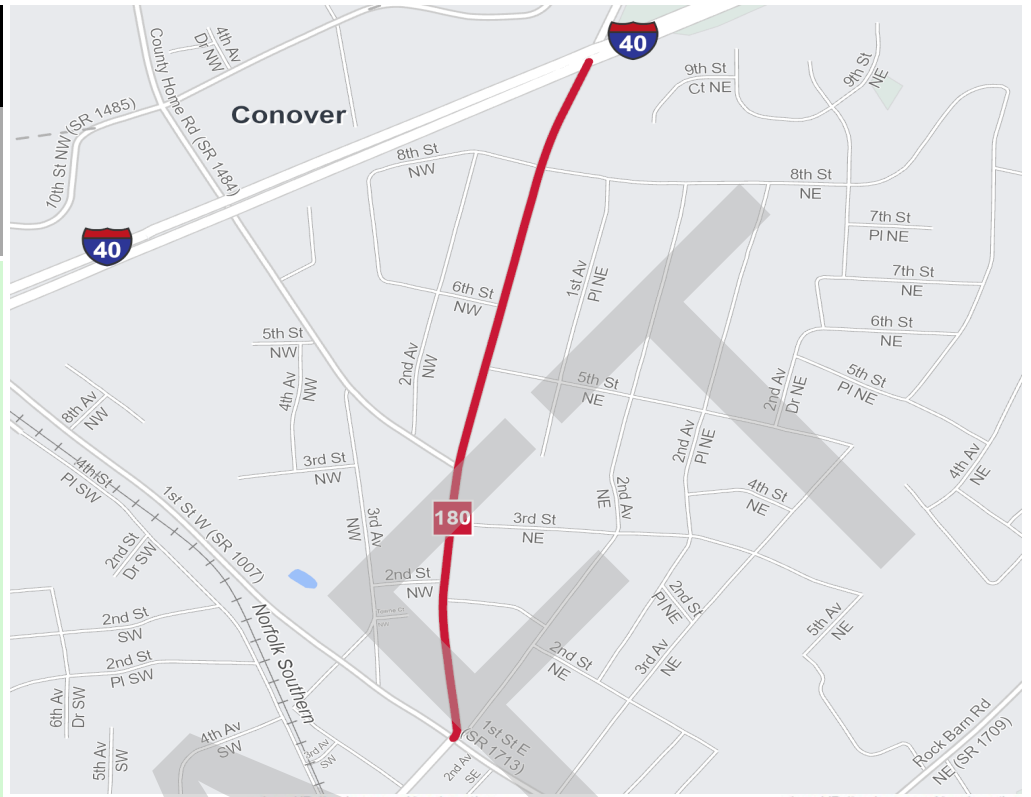 40
4th Av
Dr NW
County Home Rd (SR 1484)
9th St
Ct NE
9th St
NE
Conover
10th St NW (SR 1485)
8th St
NW
8th St
NE
7th St
Pl NE
40
7th St
NE
6th St
NW
1st Av
Pl NE
6th St
NE
5th St
NW
2nd Av
NW
4th Av
NW
5th St
NE
2nd Av
Dr NE
5th St
Pl NE
8th Av
NW
2nd Av
Pl NE
3rd St
NW
4th Av
NE
4th St
Pl SW
1st St W (SR 1007)
2nd Av
NE
4th St
NE
180
3rd St
NE
3rd Av
NW
2nd St
Dr SW
2nd St
NW
Towne Ct
NW
2nd St
Pl NE
2nd St
SW
5th Av
NE
Norfolk Southern
2nd St
NE
3rd Av
NE
2nd St
Pl SW
6th Av
Dr SW
4th Av
SW
3rd Av
SW
1st St E
(SR 1713)
5th Av
SW
2nd Av
SE
Rock Barn Rd
NE (SR 1709)